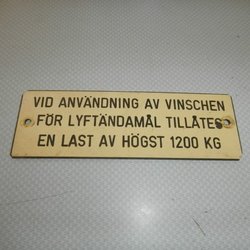 VID ANVÄNDNING AV VINSCHEN
FÖR LYFTÄNDAMÅL TILLÅTES
EN LAST AV HÖGST 1200 KG